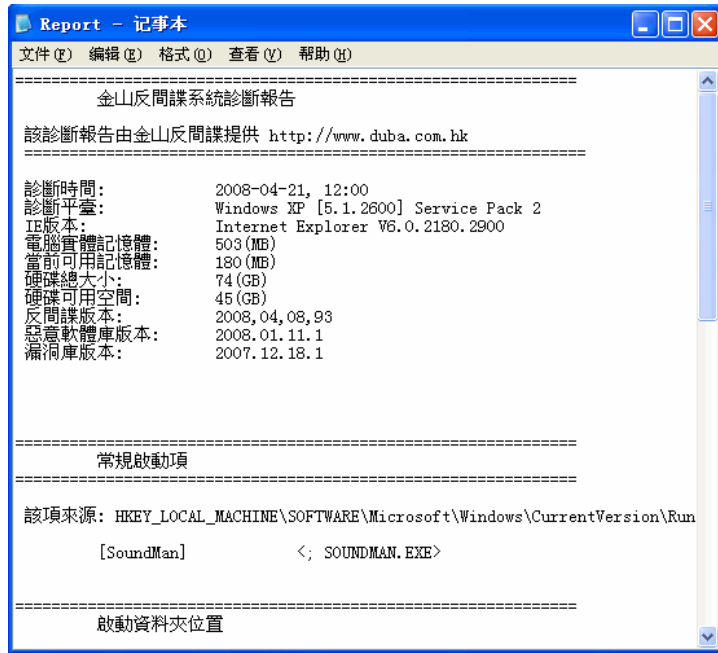 Report - 记事本
文件(F) 编辑(E) 格式(O) 查看(V) 帮助(H)
===============================================================
金山反間諜系統診斷報告
該診斷報告由金山反間諜提供 http://www.duba.com.hk
===============================================================
診斷時間: 2008-04-21, 12:00
診斷平臺: Windows XP [5.1.2600] Service Pack 2
IE版本: Internet Explorer V6.0.2180.2900
電腦實體記憶體: 503(MB)
當前可用記憶體: 180(MB)
硬碟總大小: 74(GB)
硬碟可用空間: 45(GB)
反間諜版本: 2008,04,08,93
惡意軟體庫版本: 2008.01.11.1
漏洞庫版本: 2007.12.18.1
===============================================================
常規啟動項
===============================================================
該項來源: HKEY_LOCAL_MACHINE\SOFTWARE\Microsoft\Windows\CurrentVersion\Run
[SoundMan] <; SOUNDMAN.EXE>
===============================================================
啟動資料夾位置